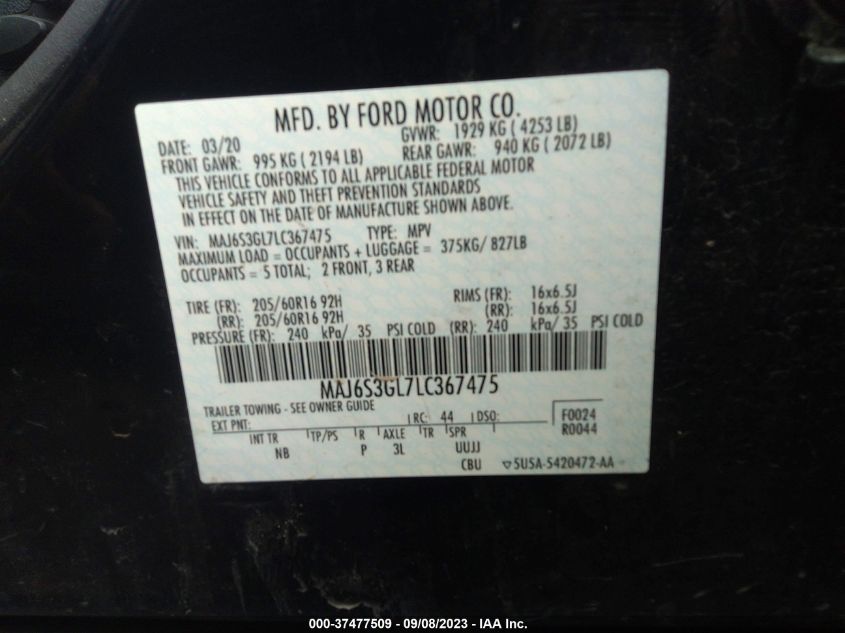 MFD. BY FORD MOTOR CO.
DATE: 03/20 GVWR: 1929 KG ( 4253 LB)
FRONT GAWR: 995 KG ( 2194 LB) REAR GAWR: 940 KG ( 2072 LB)
THIS VEHICLE CONFORMS TO ALL APPLICABLE FEDERAL MOTOR
VEHICLE SAFETY AND THEFT PREVENTION STANDARDS
IN EFFECT ON THE DATE OF MANUFACTURE SHOWN ABOVE.
VIN: MAJ6S3GL7LC367475 TYPE: MPV
MAXIMUM LOAD = OCCUPANTS + LUGGAGE = 375KG/ 827LB
OCCUPANTS = 5 TOTAL; 2 FRONT, 3 REAR
TIRE (FR): 205/60R16 92H RIMS (FR): 16x6.5J
(RR): 205/60R16 92H (RR): 16x6.5J
PRESSURE (FR): 240 kPa/ 35 PSI COLD (RR): 240 kPa/ 35 PSI COLD
MAJ6S3GL7LC367475
TRAILER TOWING - SEE OWNER GUIDE
EXT PNT: RC: 44 DSO: F0024
INT TR TP/PS R AXLE TR SPR R0044
NB P 3L UUJJ
CBU ▽5U5A-5420472-AA
000-37477509 - 09/08/2023 - IAA Inc.